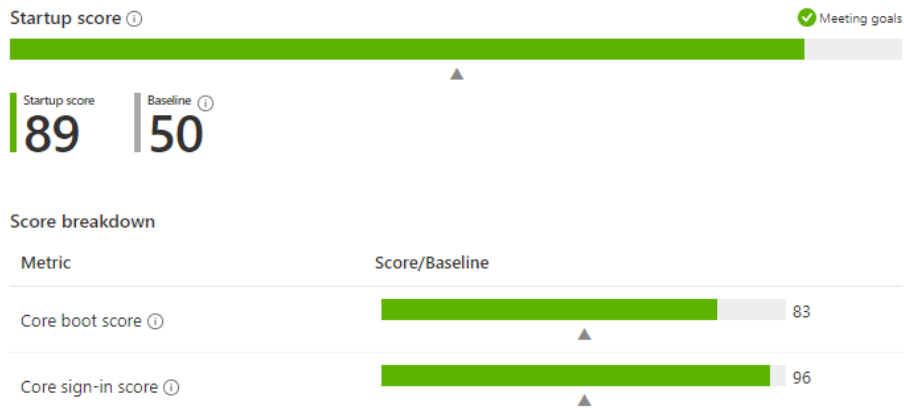 Startup score
Meeting goals
Startup score
89
Baseline
50
Score breakdown
Metric
Score/Baseline
Core boot score
83
Core sign-in score
96